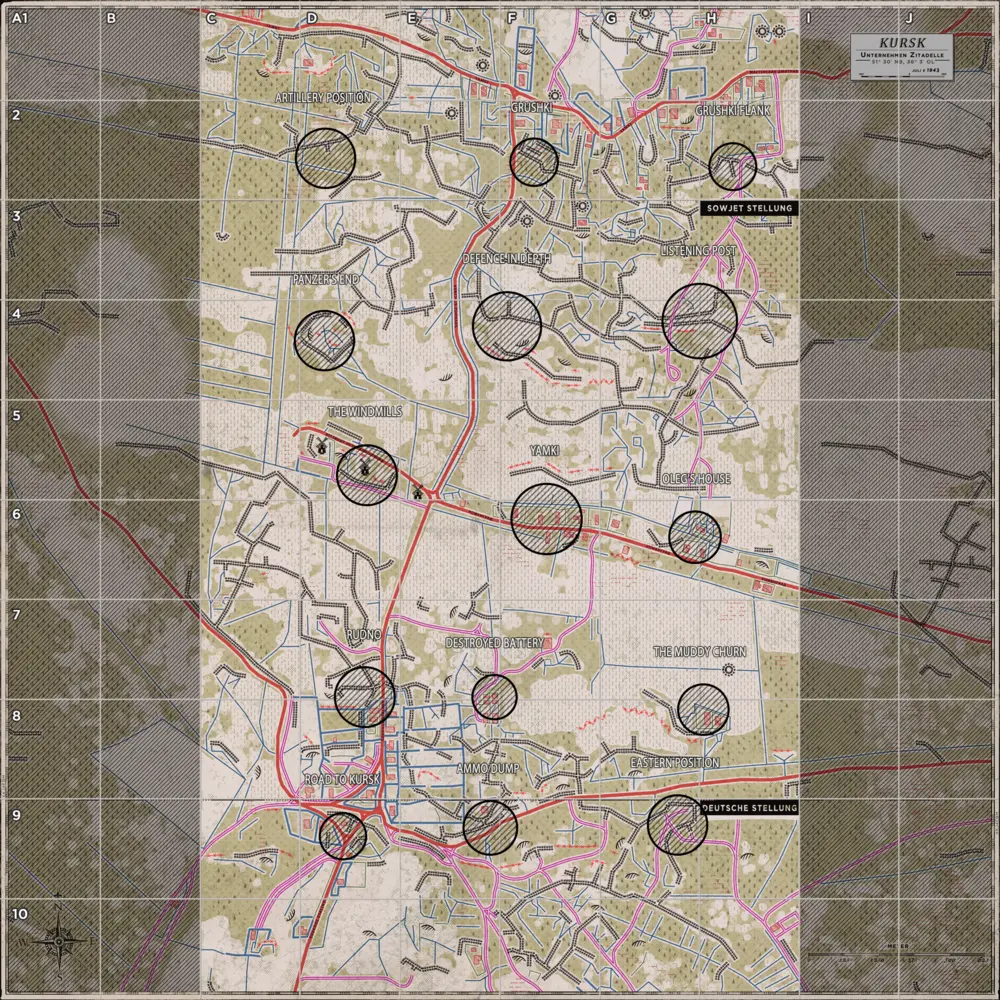 A1 B C D E F G H I J
KURSK
UNTERNEHMEN ZITADELLE
51° 30' N3, 36° 3' OL
JULI 1943
ARTILLERY POSITION
GRUSHKI
GRUSHKI FLANK
2
3
SOWJET STELLUNG
LISTENING POST
DEFENCE IN DEPTH
PANZER'S END
4
5
THE WINDMILLS
YAMKI
OLEG'S HOUSE
6
7
RUDNO
DESTROYED BATTERY
THE MUDDY CHURN
8
ROAD TO KURSK
AMMO DUMP
EASTERN POSITION
9
DEUTSCHE STELLUNG
10
W E
S
METER